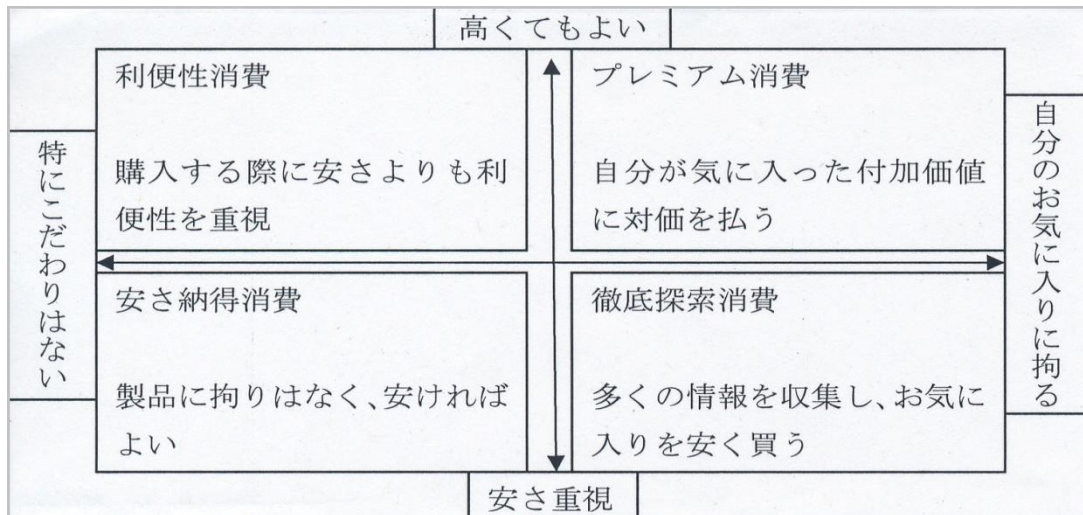 高くてもよい
利便性消費
購入する際に安さよりも利
便性を重視
プレミアム消費
自分が気に入った付加価値
に対価を払う
特にこだわりはない
自分のお気に入りに拘る
安さ納得消費
製品に拘りはなく、安ければ
よい
徹底探索消費
多くの情報を収集し、お気に
入りを安く買う
安さ重視